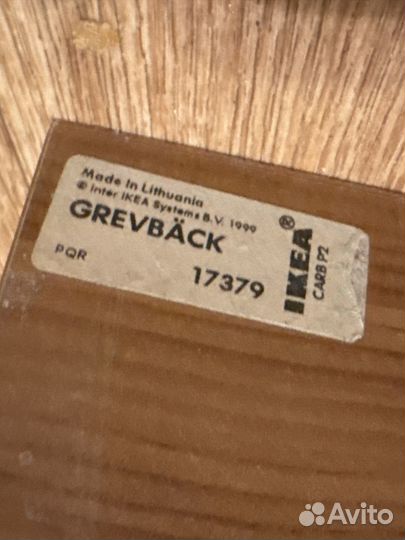 Made in Lithuania
© Inter IKEA Systems B.V. 1999
GREVBÄCK
PQR
17379
IKEA®
CARB P2
Avito